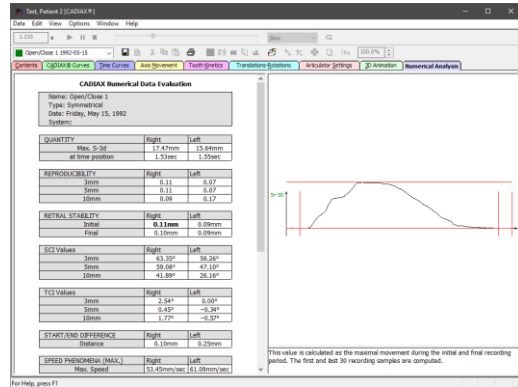 Test, Patient 2 [CADIAX®]
Data Edit View Options Window Help
1.210
Slow
Open/Close 1 1992-05-15
100.0%
Contents CADIAX® Curves Time Curves Axis Movement Tooth Kinetics Translations-Rotations Articulator Settings 3D Animation Numerical Analysis
CADIAX Numerical Data Evaluation
Name: Open/Close 1
Type: Symmetrical
Date: Friday, May 15, 1992
System:
QUANTITY Right Left
Max. S-3d 17.47mm 15.84mm
at time position 1.53sec 1.55sec
REPRODUCIBILITY Right Left
3mm 0.11 0.07
5mm 0.11 0.07
10mm 0.09 0.17
RETRAL STABILITY Right Left
Initial 0.11mm 0.09mm
Final 0.10mm 0.09mm
SCI Values Right Left
3mm 63.35° 59.26°
5mm 59.08° 47.10°
10mm 41.89° 26.16°
TCI Values Right Left
3mm 2.54° 0.00°
5mm 0.45° -0.34°
10mm 1.77° -0.57°
START/END DIFFERENCE Right Left
Distance 0.10mm 0.25mm
SPEED PHENOMENA (MAX.) Right Left
Max. Speed 53.45mm/sec 61.09mm/sec
S-3D
This value is calculated as the maximal movement during the initial and final recording
period. The first and last 30 recording samples are computed.
For Help, press F1